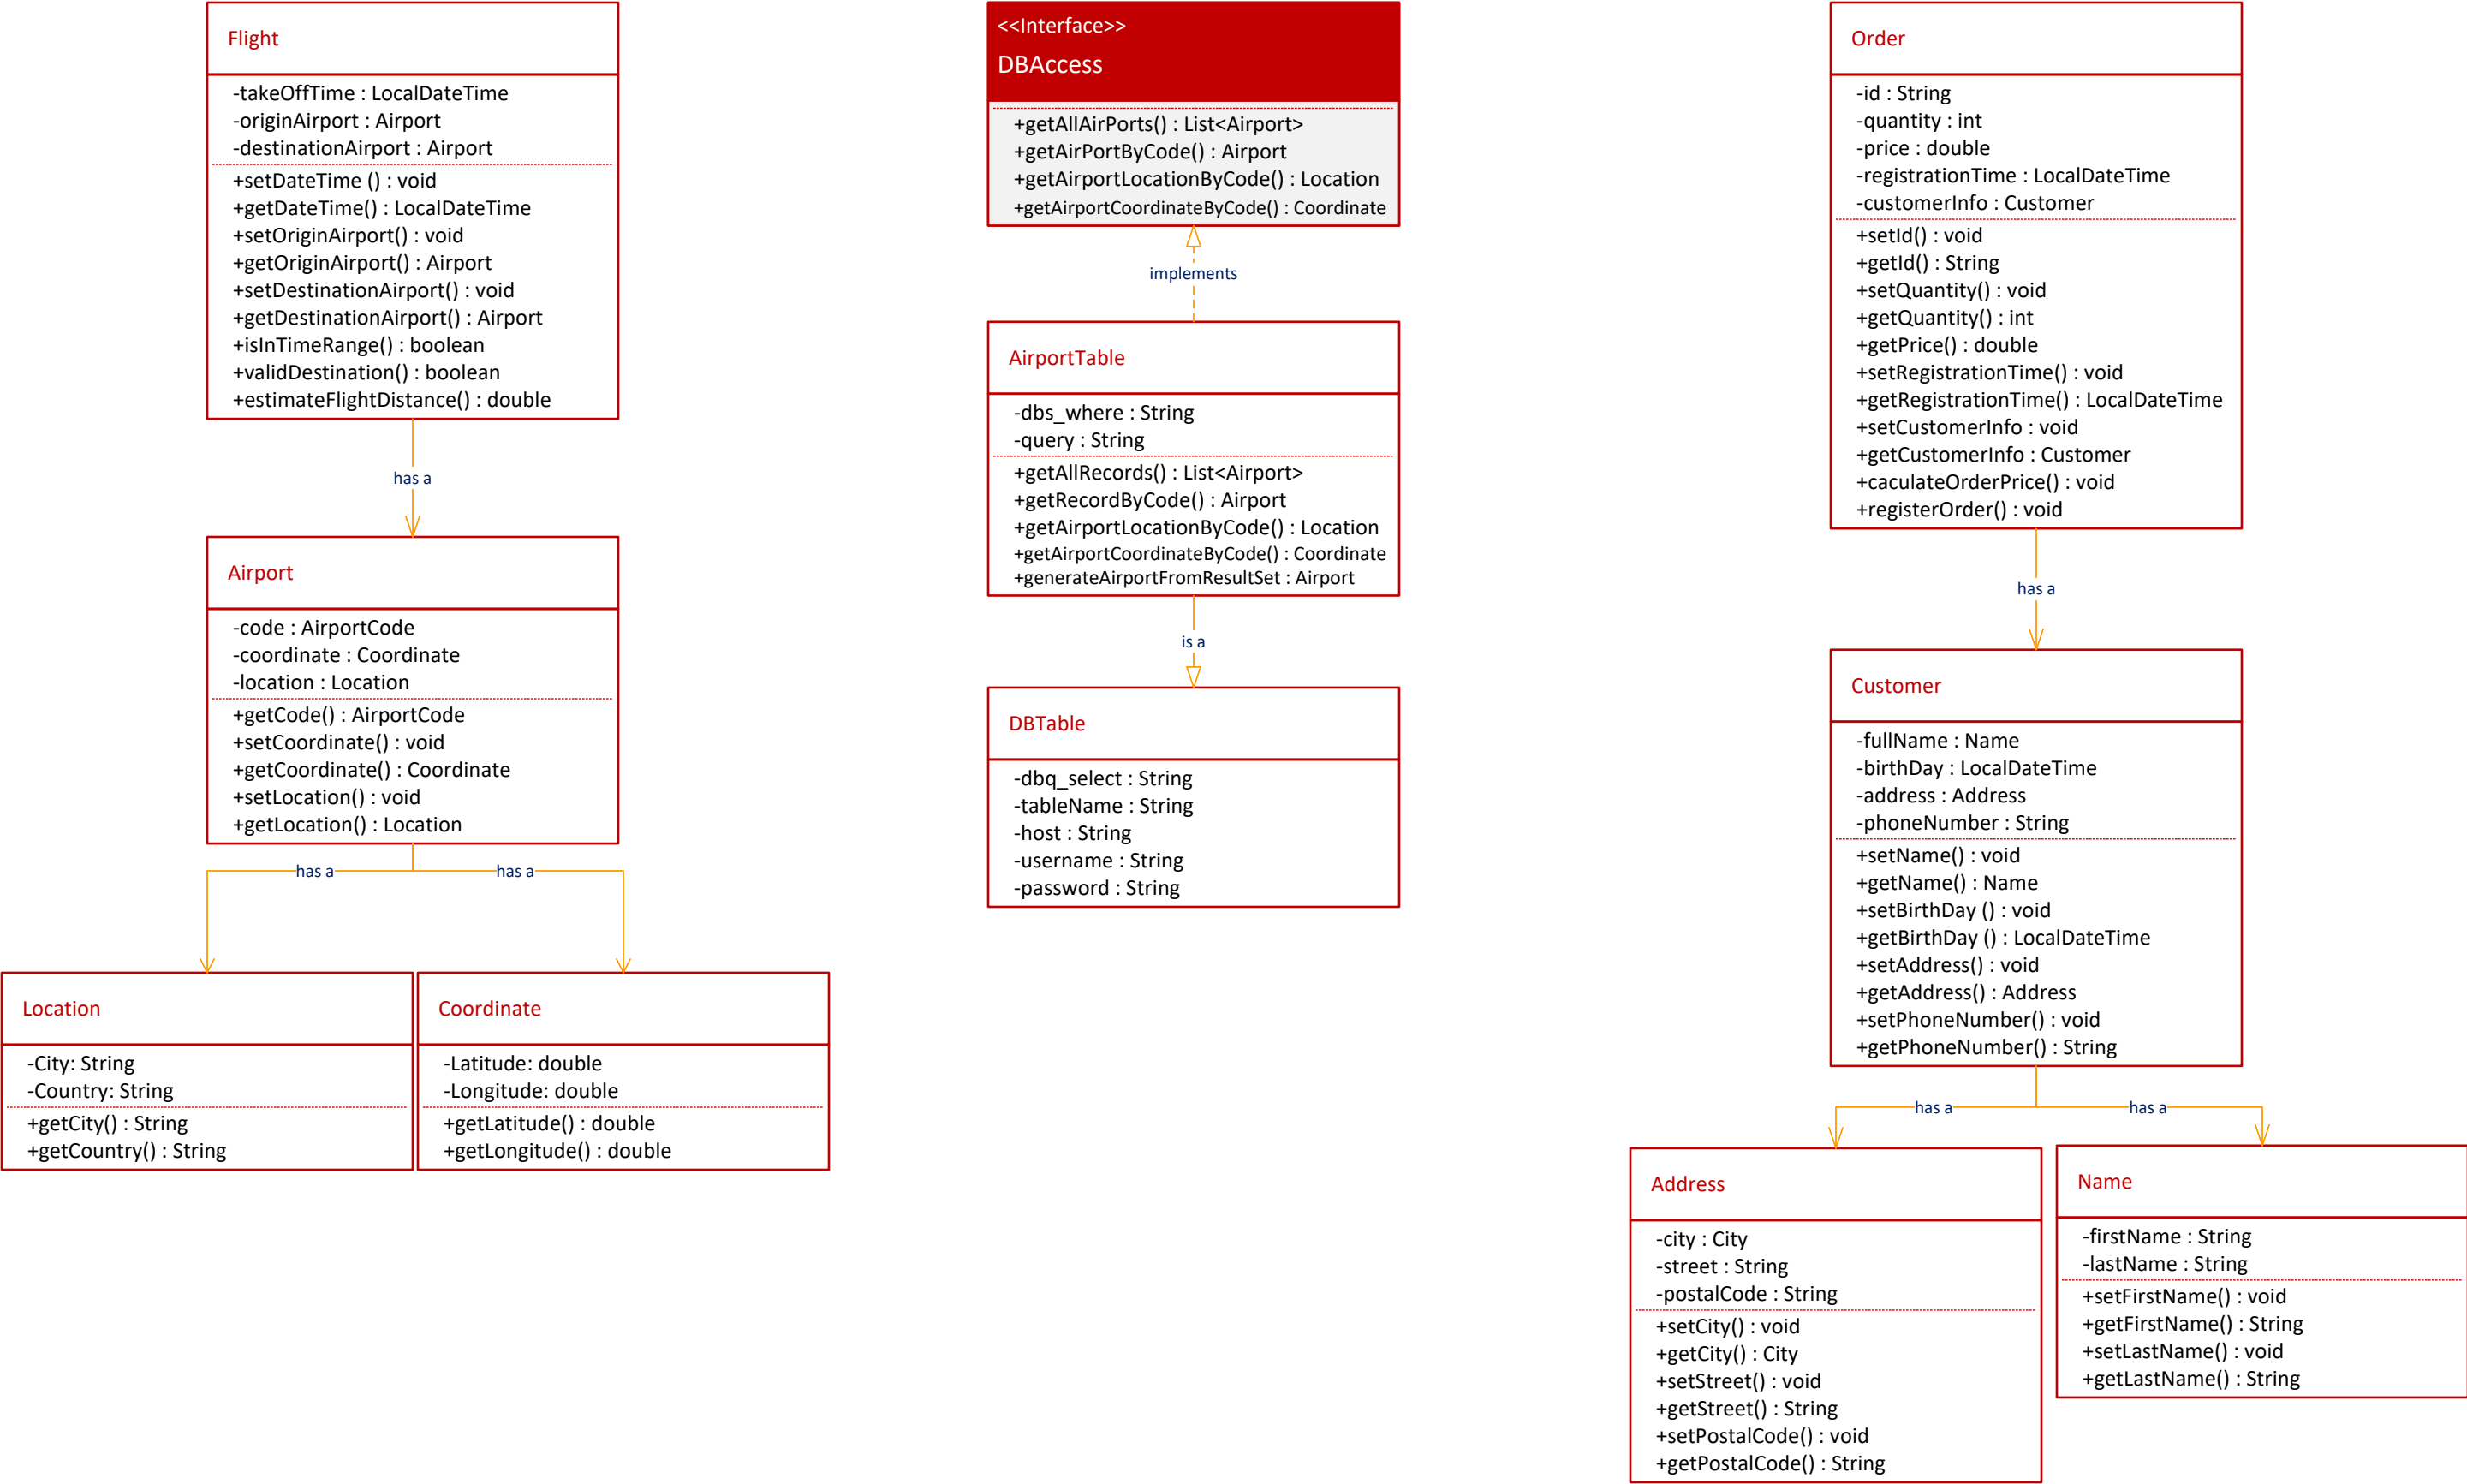 Flight
-takeOffTime : LocalDateTime
-originAirport : Airport
-destinationAirport : Airport
+setDateTime () : void
+getDateTime() : LocalDateTime
+setOriginAirport() : void
+getOriginAirport() : Airport
+setDestinationAirport() : void
+getDestinationAirport() : Airport
+isInTimeRange() : boolean
+validDestination() : boolean
+estimateFlightDistance() : double
has a
Airport
-code : AirportCode
-coordinate : Coordinate
-location : Location
+getCode() : AirportCode
+setCoordinate() : void
+getCoordinate() : Coordinate
+setLocation() : void
+getLocation() : Location
has a
has a
Location
-City: String
-Country: String
+getCity() : String
+getCountry() : String
Coordinate
-Latitude: double
-Longitude: double
+getLatitude() : double
+getLongitude() : double
<<Interface>>
DBAccess
+getAllAirPorts() : List<Airport>
+getAirPortByCode() : Airport
+getAirportLocationByCode() : Location
+getAirportCoordinateByCode() : Coordinate
implements
AirportTable
-dbs_where : String
-query : String
+getAllRecords() : List<Airport>
+getRecordByCode() : Airport
+getAirportLocationByCode() : Location
+getAirportCoordinateByCode() : Coordinate
+generateAirportFromResultSet : Airport
is a
DBTable
-dbq_select : String
-tableName : String
-host : String
-username : String
-password : String
Order
-id : String
-quantity : int
-price : double
-registrationTime : LocalDateTime
-customerInfo : Customer
+setId() : void
+getId() : String
+setQuantity() : void
+getQuantity() : int
+getPrice() : double
+setRegistrationTime() : void
+getRegistrationTime() : LocalDateTime
+setCustomerInfo : void
+getCustomerInfo : Customer
+caculateOrderPrice() : void
+registerOrder() : void
has a
Customer
-fullName : Name
-birthDay : LocalDateTime
-address : Address
-phoneNumber : String
+setName() : void
+getName() : Name
+setBirthDay () : void
+getBirthDay () : LocalDateTime
+setAddress() : void
+getAddress() : Address
+setPhoneNumber() : void
+getPhoneNumber() : String
has a
has a
Address
-city : City
-street : String
-postalCode : String
+setCity() : void
+getCity() : City
+setStreet() : void
+getStreet() : String
+setPostalCode() : void
+getPostalCode() : String
Name
-firstName : String
-lastName : String
+setFirstName() : void
+getFirstName() : String
+setLastName() : void
+getLastName() : String